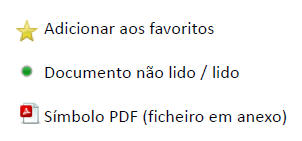 Adicionar aos favoritos
Documento não lido / lido
Símbolo PDF (ficheiro em anexo)